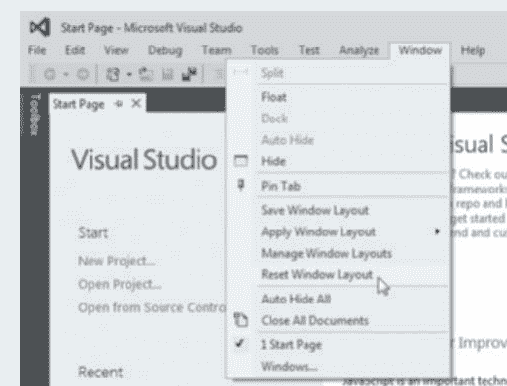 Start Page - Microsoft Visual Studio
File Edit View Debug Team Tools Test Analyze Window Help
Toolbox
Start Page
Visual Studio
Start
New Project...
Open Project...
Open from Source Contro
Recent
Split
Float
Dock
Auto Hide
Hide
Pin Tab
Save Window Layout
Apply Window Layout
Manage Window Layouts
Reset Window Layout
Auto Hide All
Close All Documents
1 Start Page
Windows...
isual S
? Check ou
frameworks
repo and l
get started
nd and cu
r Improv
JavaScript is an important techn